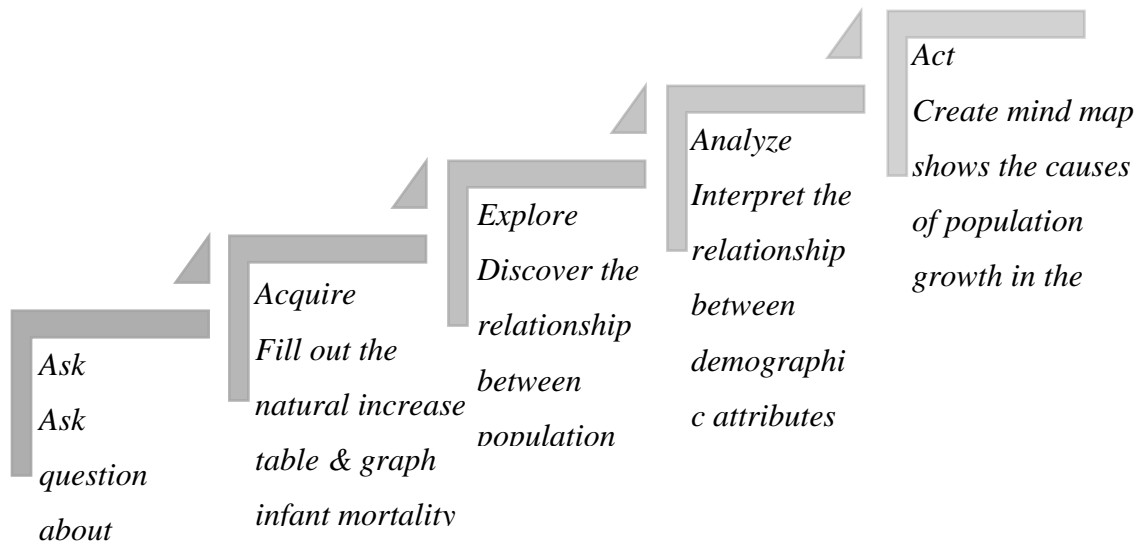 Ask
Ask
question
about
Acquire
Fill out the
natural increase
table & graph
infant mortality
Explore
Discover the
relationship
between
population
Analyze
Interpret the
relationship
between
demographi
c attributes
Act
Create mind map
shows the causes
of population
growth in the